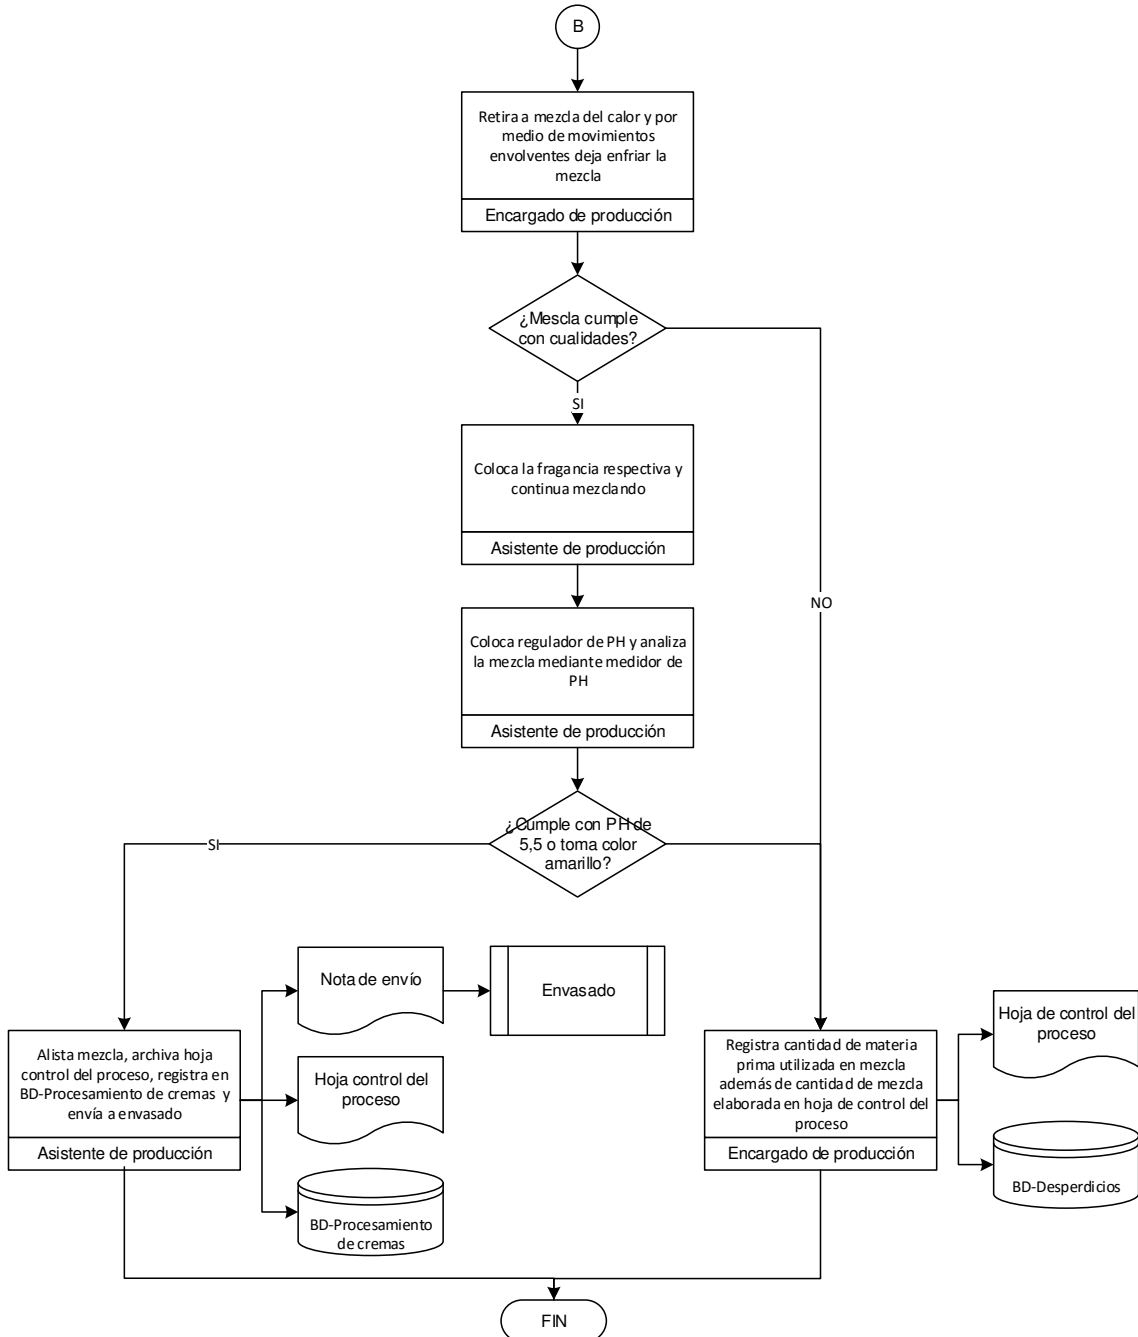 B
Retira a mezcla del calor y por
medio de movimientos
envolventes deja enfriar la
mezcla
Encargado de producción
¿Mescla cumple
con cualidades?
SI
Coloca la fragancia respectiva y
continua mezclando
Asistente de producción
NO
Coloca regulador de PH y analiza
la mezcla mediante medidor de
PH
Asistente de producción
¿Cumple con PH de
5,5 o toma color
amarillo?
SI
Nota de envío
Envasado
Hoja de control del
proceso
Alista mezcla, archiva hoja
control del proceso, registra en
BD-Procesamiento de cremas y
envía a envasado
Asistente de producción
Hoja control del
proceso
Registra cantidad de materia
prima utilizada en mezcla
además de cantidad de mezcla
elaborada en hoja de control del
proceso
Encargado de producción
BD-Desperdicios
BD-Procesamiento
de cremas
FIN